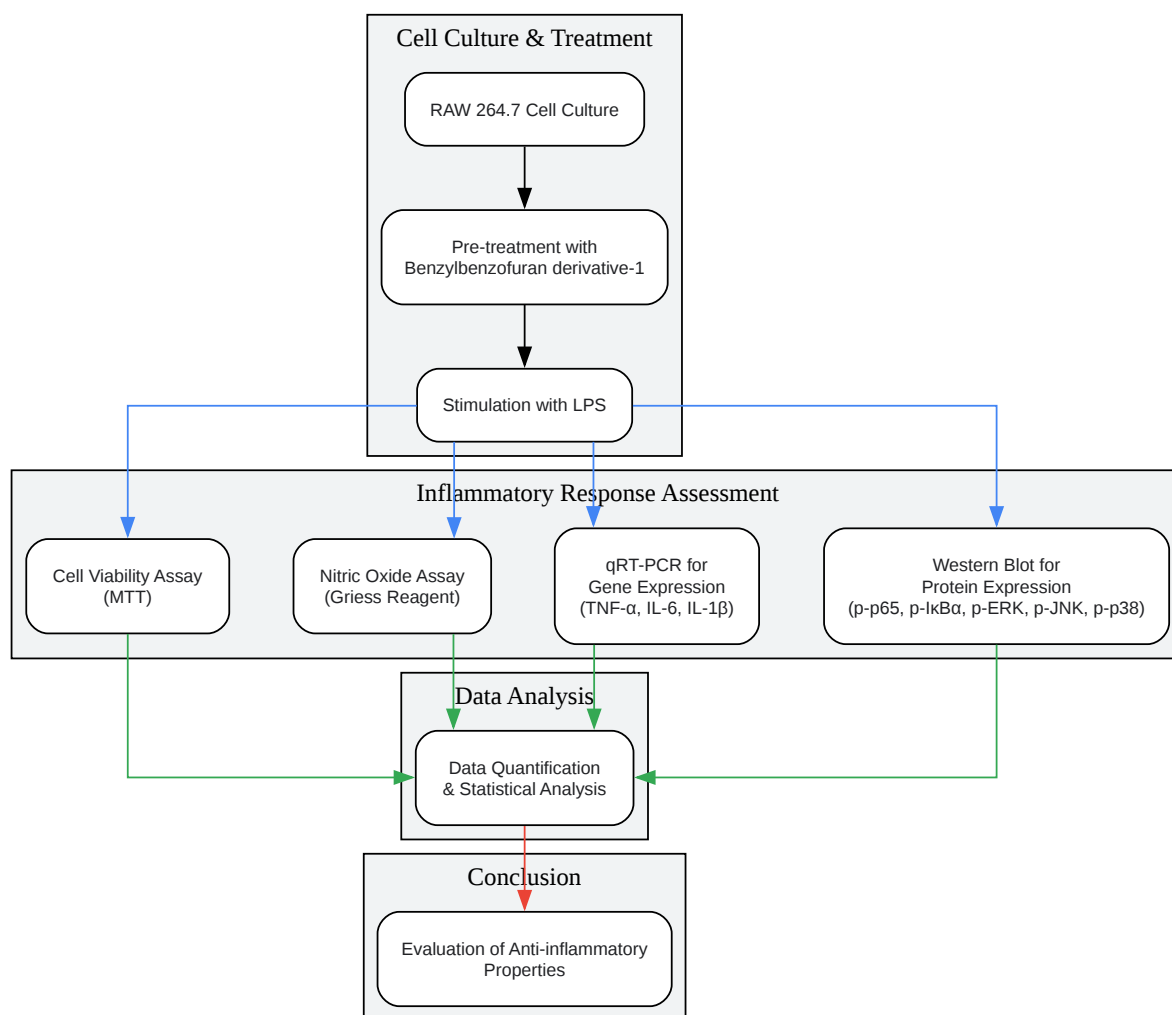 Cell Culture & Treatment
RAW 264.7 Cell Culture
Pre-treatment with
Benzylbenzofuran derivative-1
Stimulation with LPS
Inflammatory Response Assessment
Cell Viability Assay
(MTT)
Nitric Oxide Assay
(Griess Reagent)
qRT-PCR for
Gene Expression
(TNF-α, IL-6, IL-1β)
Western Blot for
Protein Expression
(p-p65, p-IκBα, p-ERK, p-JNK, p-p38)
Data Analysis
Data Quantification
& Statistical Analysis
Conclusion
Evaluation of Anti-inflammatory
Properties